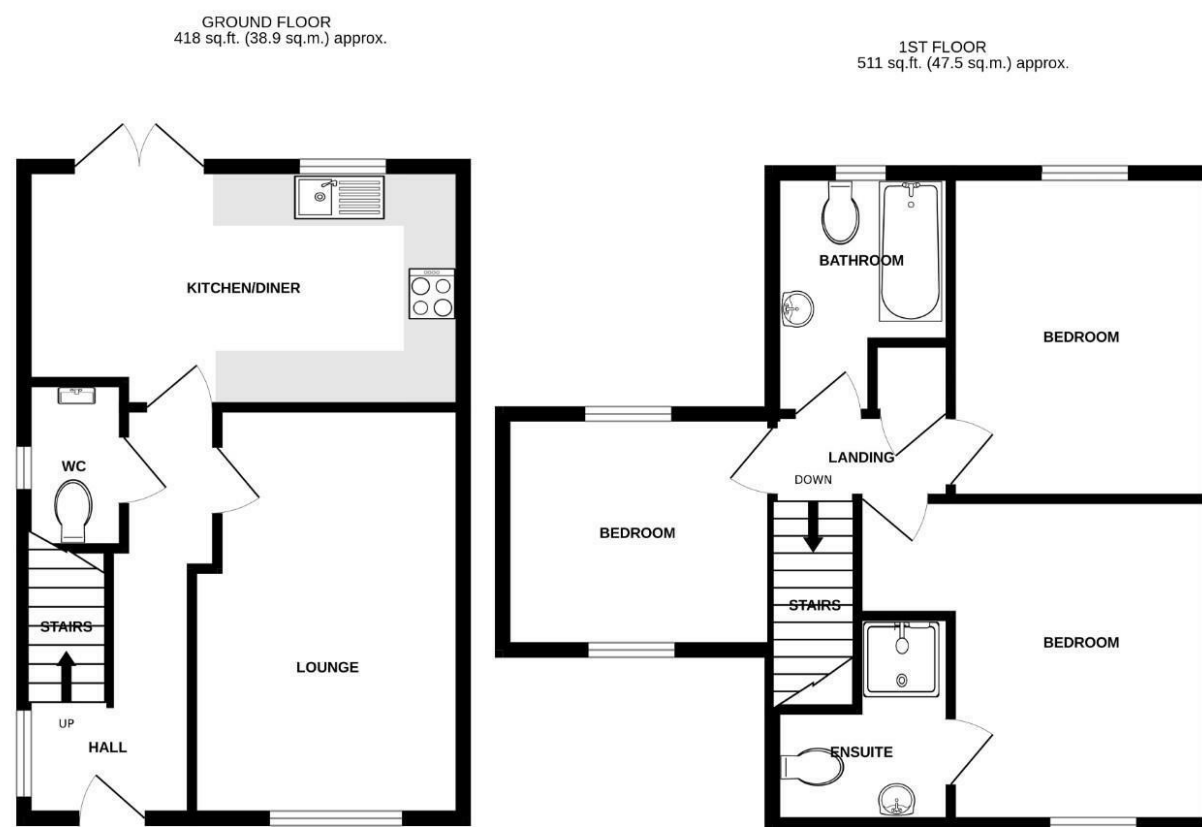 GROUND FLOOR
418 sq.ft. (38.9 sq.m.) approx.
1ST FLOOR
511 sq.ft. (47.5 sq.m.) approx.
KITCHEN/DINER
WC
STAIRS
UP
HALL
LOUNGE
BATHROOM
BEDROOM
LANDING
DOWN
BEDROOM
STAIRS
BEDROOM
ENSUITE